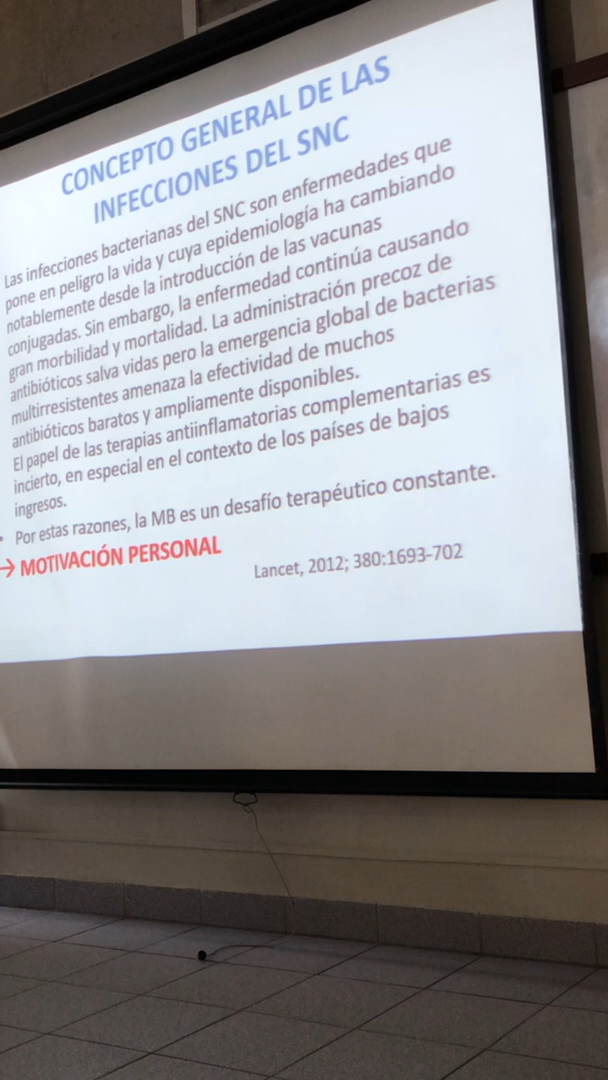 CONCEPTO GENERAL DE LAS
INFECCIONES DEL SNC
Las infecciones bacterianas del SNC son enfermedades que
pone en peligro la vida y cuya epidemiología ha cambiando
notablemente desde la introducción de las vacunas
conjugadas. Sin embargo, la enfermedad continúa causando
gran morbilidad y mortalidad. La administración precoz de
antibióticos salva vidas pero la emergencia global de bacterias
multirresistentes amenaza la efectividad de muchos
antibióticos baratos y ampliamente disponibles.
El papel de las terapias antiinflamatorias complementarias es
incierto, en especial en el contexto de los países de bajos
ingresos.
• Por estas razones, la MB es un desafío terapéutico constante.
→ MOTIVACIÓN PERSONAL
Lancet, 2012; 380:1693-702